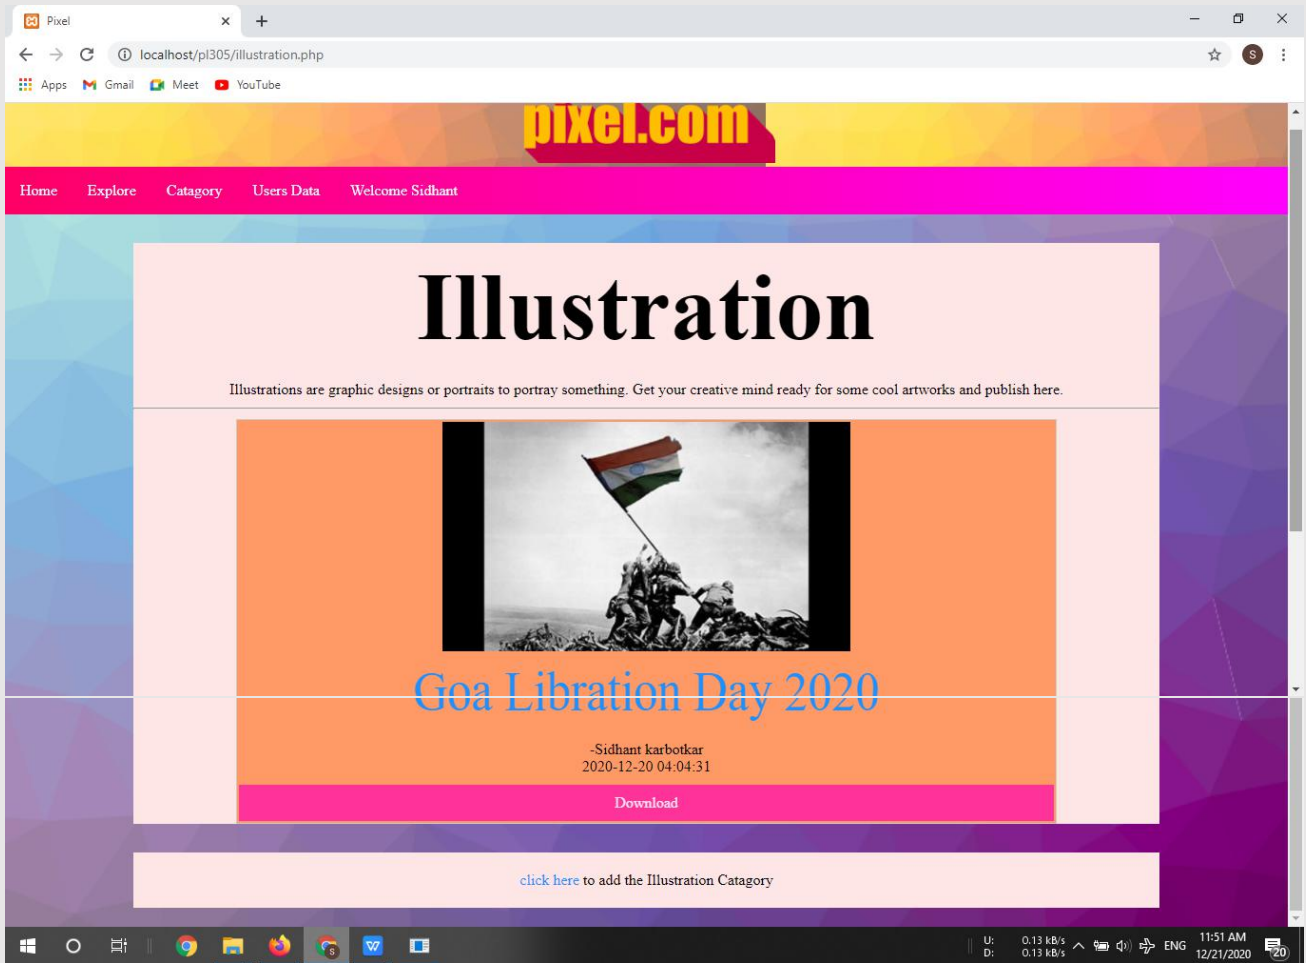 Pixel
localhost/pl305/illustration.php
S
Apps Gmail Meet YouTube
pixel.com
Home Explore Catagory Users Data Welcome Sidhant
Illustration
Illustrations are graphic designs or portraits to portray something. Get your creative mind ready for some cool artworks and publish here.
Goa Libration Day 2020
-Sidhant karbotkar
2020-12-20 04:04:31
Download
click here to add the Illustration Catagory
U: 0.13 kB/s
D: 0.13 kB/s
ENG
11:51 AM
12/21/2020
20